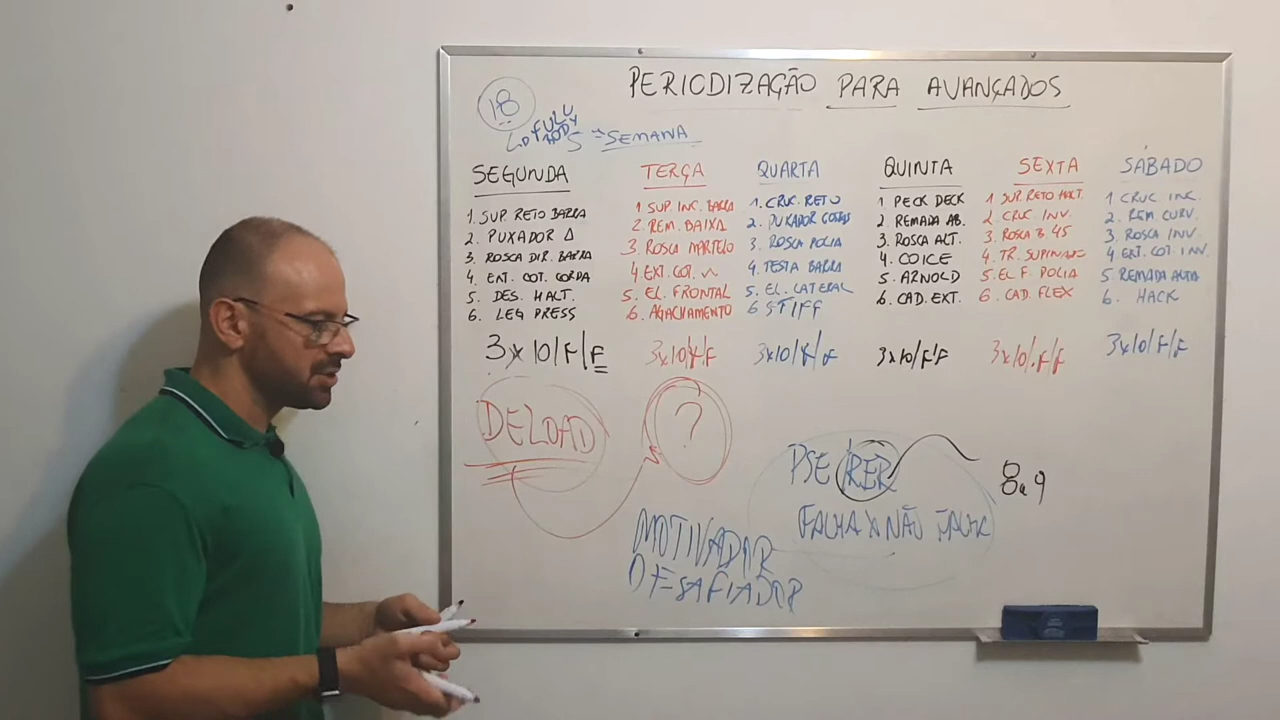 PERIODIZAÇÃO PARA AVANÇADOS
18
FULL BODY 5 = SEMANA
SEGUNDA
1. SUP RETO BARRA
2. PUXADOR Δ
3. ROSCA DIR. BARRA
4. EXT. COT. CORDA
5. DES. HALT.
6. LEG PRESS
3x10/F/F
TERÇA
1 SUP. INC. BARRA
2. REM. BAIXA
3. ROSCA MARTELO
4. EXT. COT.
5. EL. FRONTAL
6. AGACHAMENTO
3x10/F/F
QUARTA
1. CRUC. RETO
2. PUXADOR COSTAS
3. ROSCA POLIA
4. TESTA BARRA
5. EL. LATERAL
6 STIFF
3x10/F/F
QUINTA
1 PECK DECK
2. REMADA AB.
3. ROSCA ALT.
4. COICE
5. ARNOLD
6. CAD. EXT.
3x10/F/F
SEXTA
1 SUP. RETO HALT.
2. CRUC INV.
3. ROSCA B. 45
4. TR. SUPINADO
5. EL F. POLIA
6. CAD. FLEX
3x10/F/F
SÁBADO
1 CRUC INC.
2. REM CURV.
3. ROSCA INV.
4. EXT. COT INV.
5. REMADA ALTA
6. HACK
3x10/F/F
DELOAD
?
PSE/RER
8 a 9
FALHA X NÃO FALHA
MOTIVADOR
DESAFIADOR